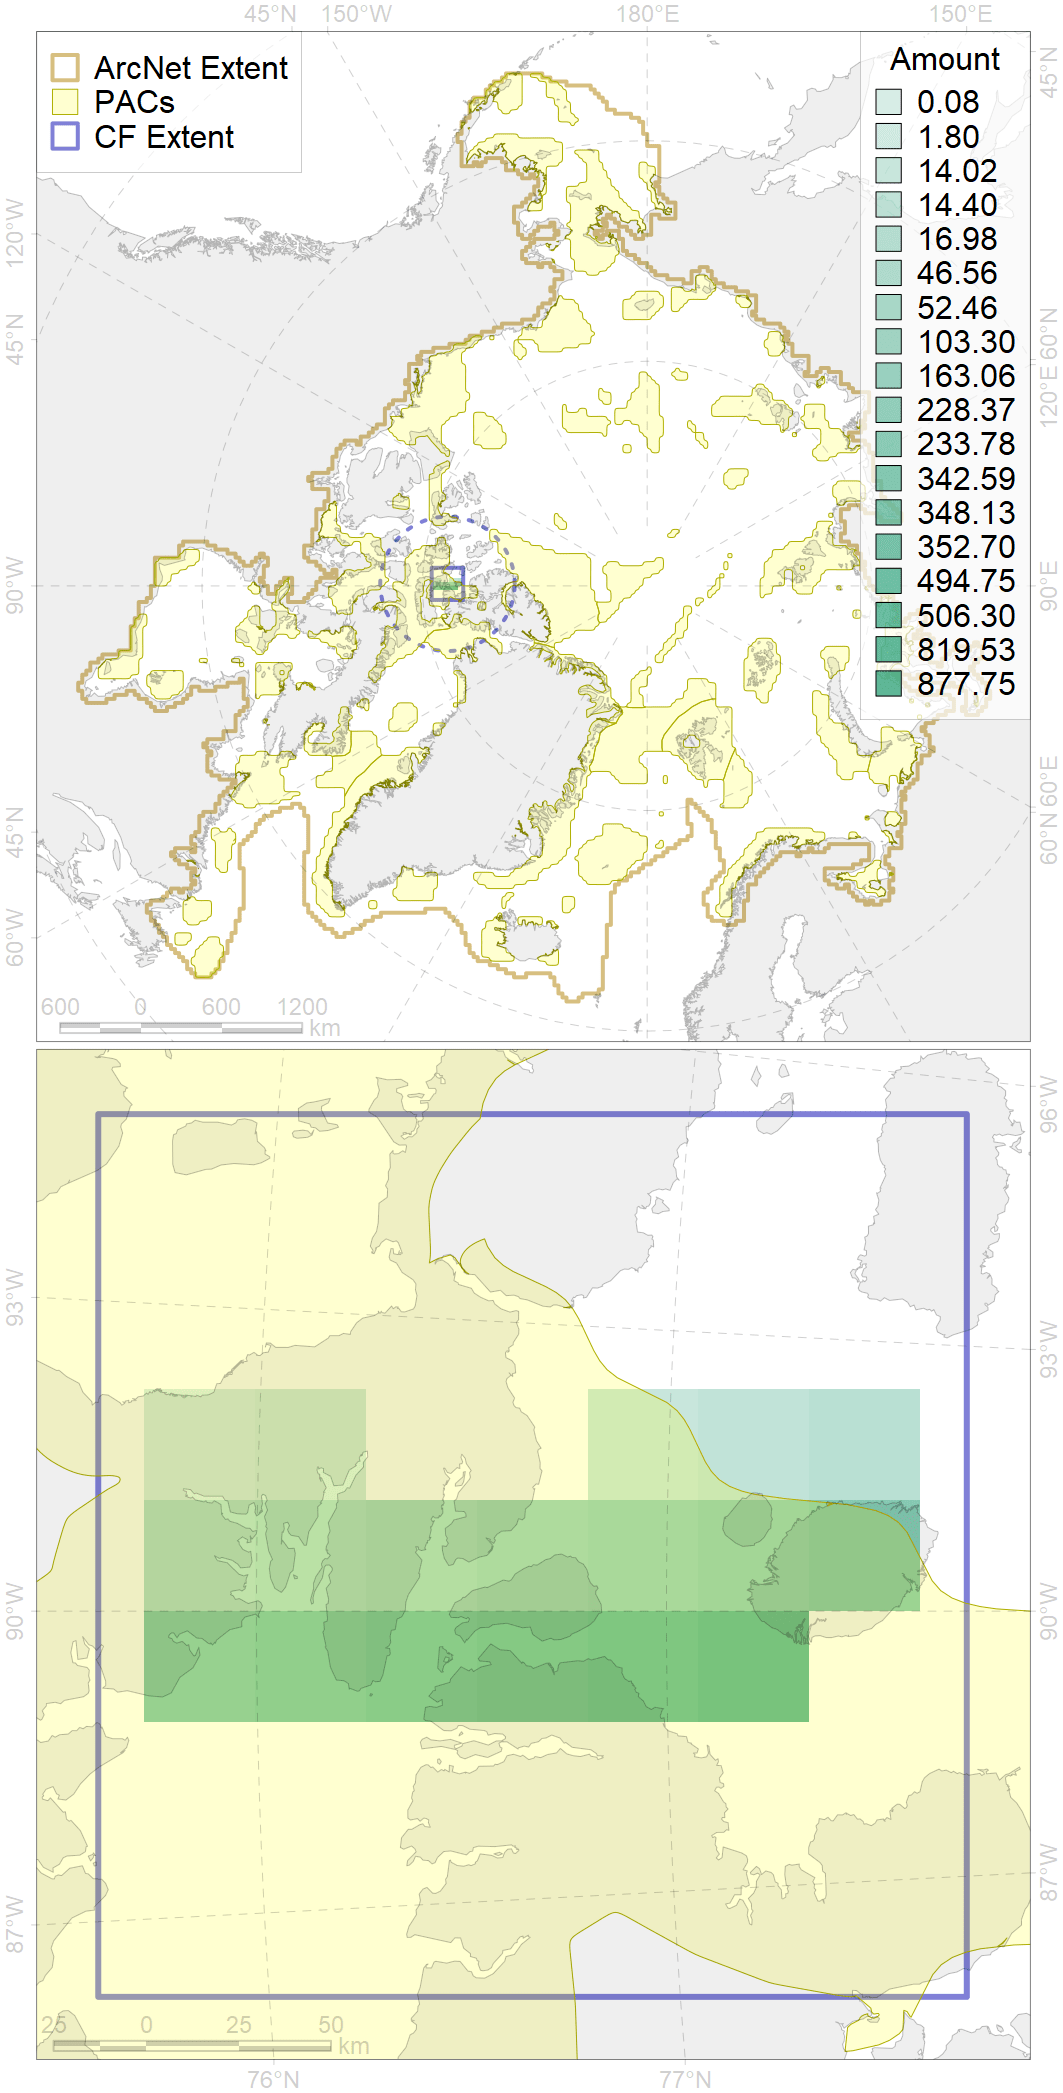 45°N 150°W 180°E 150°E
ArcNet Extent
PACs
CF Extent
Amount
0.08
1.80
14.02
14.40
16.98
46.56
52.46
103.30
163.06
228.37
233.78
342.59
348.13
352.70
494.75
506.30
819.53
877.75
120°W
45°N
90°W
45°N
60°W
45°N
60°N
120°E
90°E
60°E
60°N
600 0 600 1200
km
96°W
93°W
93°W
90°W
90°W
87°W
87°W
25 0 25 50
km
76°N 77°N